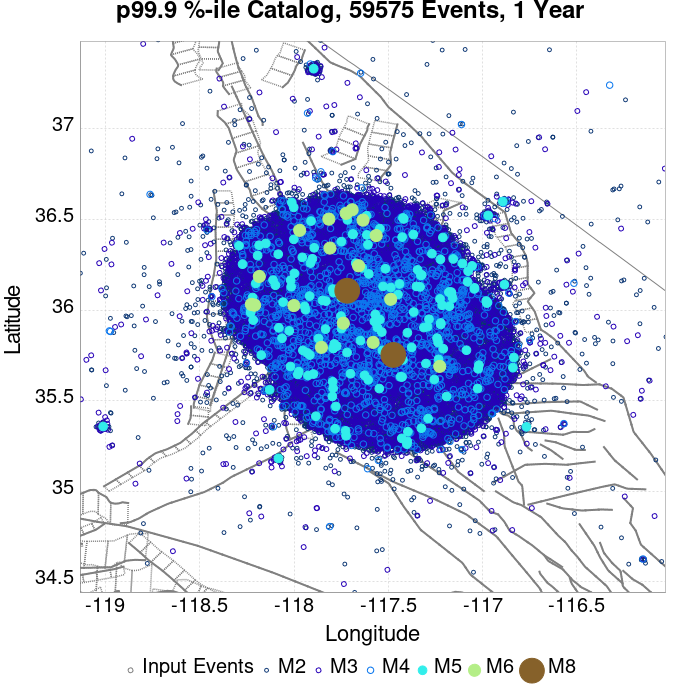 p99.9 %-ile Catalog, 59575 Events, 1 Year
37
36.5
36
35.5
35
34.5
Latitude
-119 -118.5 -118 -117.5 -117 -116.5
Longitude
Input Events M2 M3 M4 M5 M6 M8